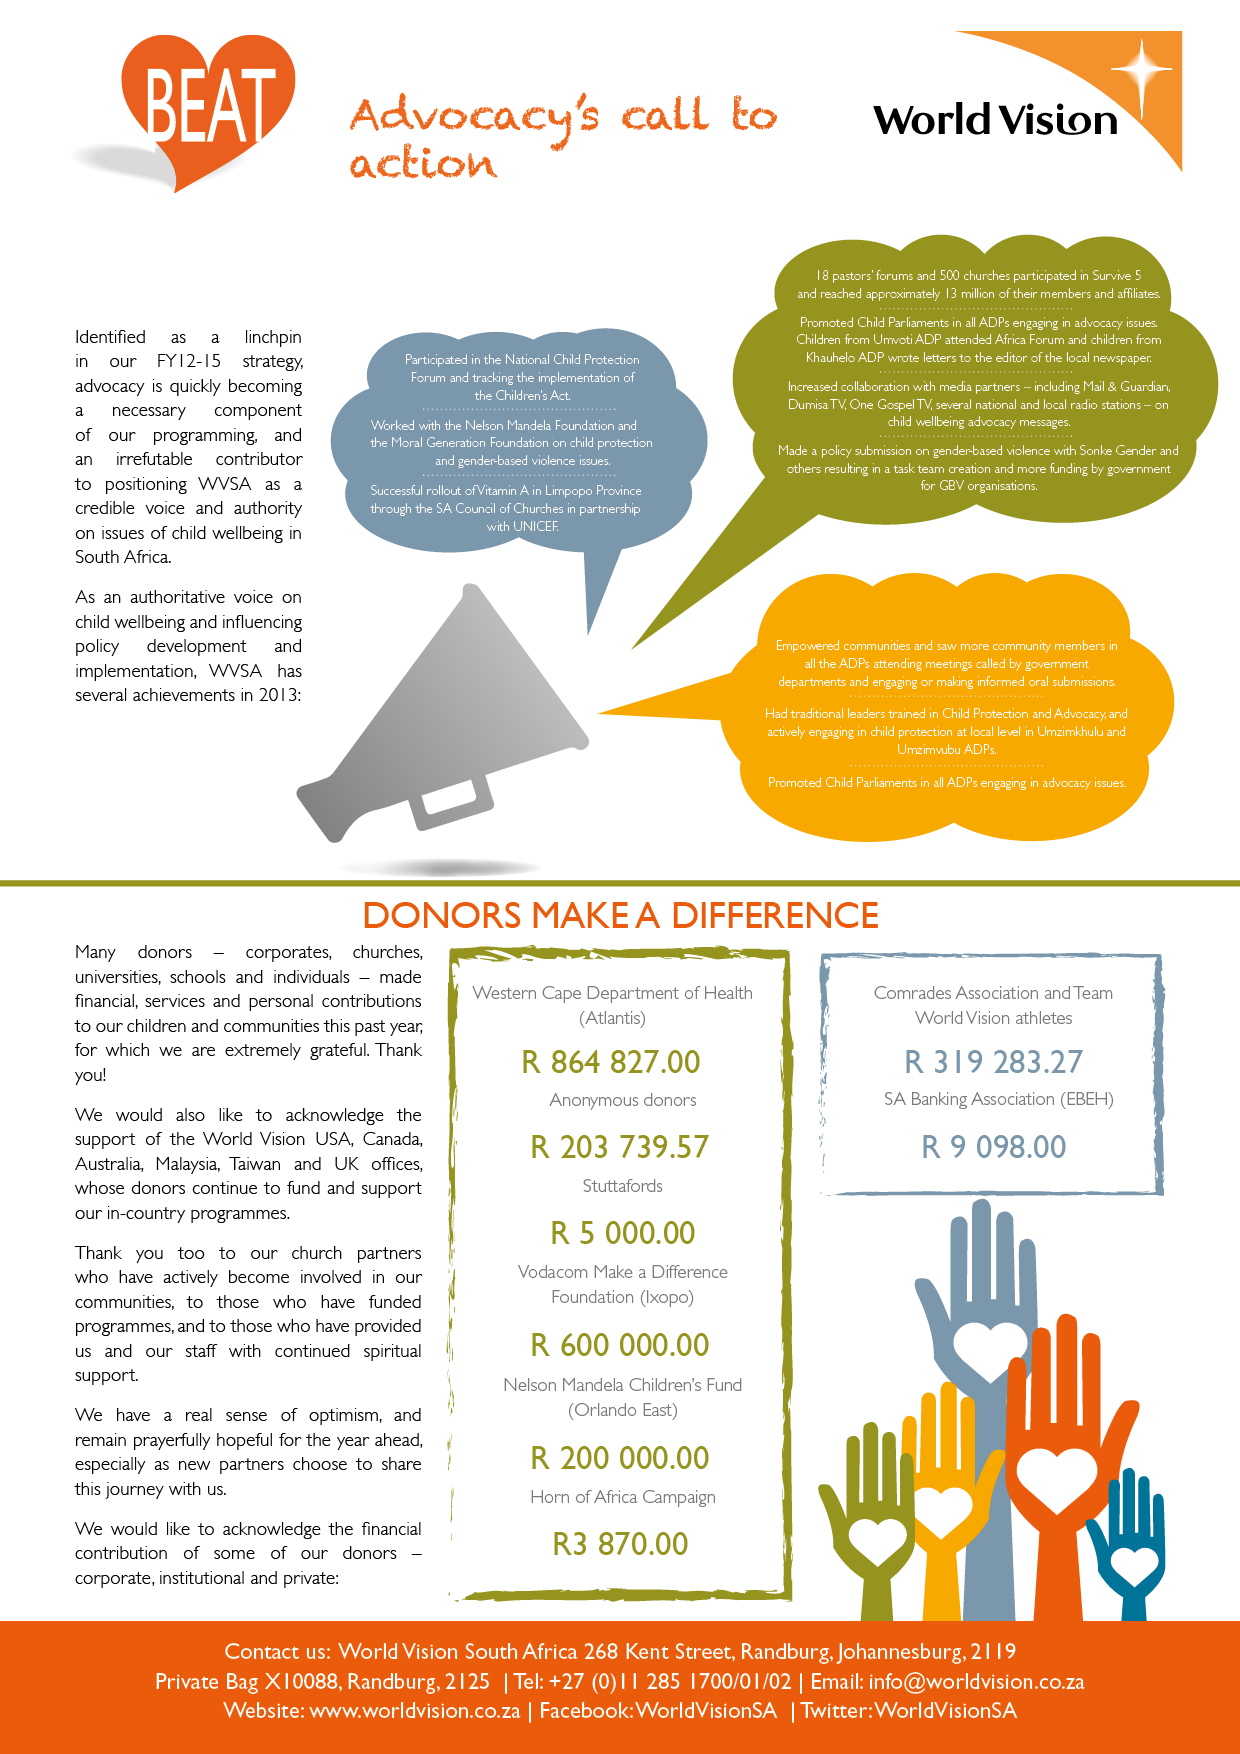 BEAT
Advocacy's call to
action
World Vision
Identified as a linchpin
in our FY12-15 strategy,
advocacy is quickly becoming
a necessary component
of our programming, and
an irrefutable contributor
to positioning WVSA as a
credible voice and authority
on issues of child wellbeing in
South Africa.
As an authoritative voice on
child wellbeing and influencing
policy development and
implementation, WVSA has
several achievements in 2013:
Participated in the National Child Protection
Forum and tracking the implementation of
the Children's Act.
Worked with the Nelson Mandela Foundation and
the Moral Generation Foundation on child protection
and gender-based violence issues.
Successful rollout of Vitamin A in Limpopo Province
through the SA Council of Churches in partnership
with UNICEF.
18 pastors' forums and 500 churches participated in Survive 5
and reached approximately 13 million of their members and affiliates.
Promoted Child Parliaments in all ADPs engaging in advocacy issues.
Children from Umvoti ADP attended Africa Forum and children from
Khauhelo ADP wrote letters to the editor of the local newspaper.
Increased collaboration with media partners – including Mail & Guardian,
Dumisa TV, One Gospel TV, several national and local radio stations – on
child wellbeing advocacy messages.
Made a policy submission on gender-based violence with Sonke Gender and
others resulting in a task team creation and more funding by government
for GBV organisations.
Empowered communities and saw more community members in
all the ADPs attending meetings called by government
departments and engaging or making informed oral submissions.
Had traditional leaders trained in Child Protection and Advocacy, and
actively engaging in child protection at local level in Umzimkhulu and
Umzimvubu ADPs.
Promoted Child Parliaments in all ADPs engaging in advocacy issues.
DONORS MAKE A DIFFERENCE
Many donors – corporates, churches,
universities, schools and individuals – made
financial, services and personal contributions
to our children and communities this past year,
for which we are extremely grateful. Thank
you!
We would also like to acknowledge the
support of the World Vision USA, Canada,
Australia, Malaysia, Taiwan and UK offices,
whose donors continue to fund and support
our in-country programmes.
Thank you too to our church partners
who have actively become involved in our
communities, to those who have funded
programmes, and to those who have provided
us and our staff with continued spiritual
support.
We have a real sense of optimism, and
remain prayerfully hopeful for the year ahead,
especially as new partners choose to share
this journey with us.
We would like to acknowledge the financial
contribution of some of our donors –
corporate, institutional and private:
Western Cape Department of Health
(Atlantis)
R 864 827.00
Anonymous donors
R 203 739.57
Stuttafords
R 5 000.00
Vodacom Make a Difference
Foundation (Ixopo)
R 600 000.00
Nelson Mandela Children's Fund
(Orlando East)
R 200 000.00
Horn of Africa Campaign
R3 870.00
Comrades Association and Team
World Vision athletes
R 319 283.27
SA Banking Association (EBEH)
R 9 098.00
Contact us: World Vision South Africa 268 Kent Street, Randburg, Johannesburg, 2119
Private Bag X10088, Randburg, 2125 | Tel: +27 (0)11 285 1700/01/02 | Email: info@worldvision.co.za
Website: www.worldvision.co.za | Facebook: WorldVisionSA | Twitter: WorldVisionSA